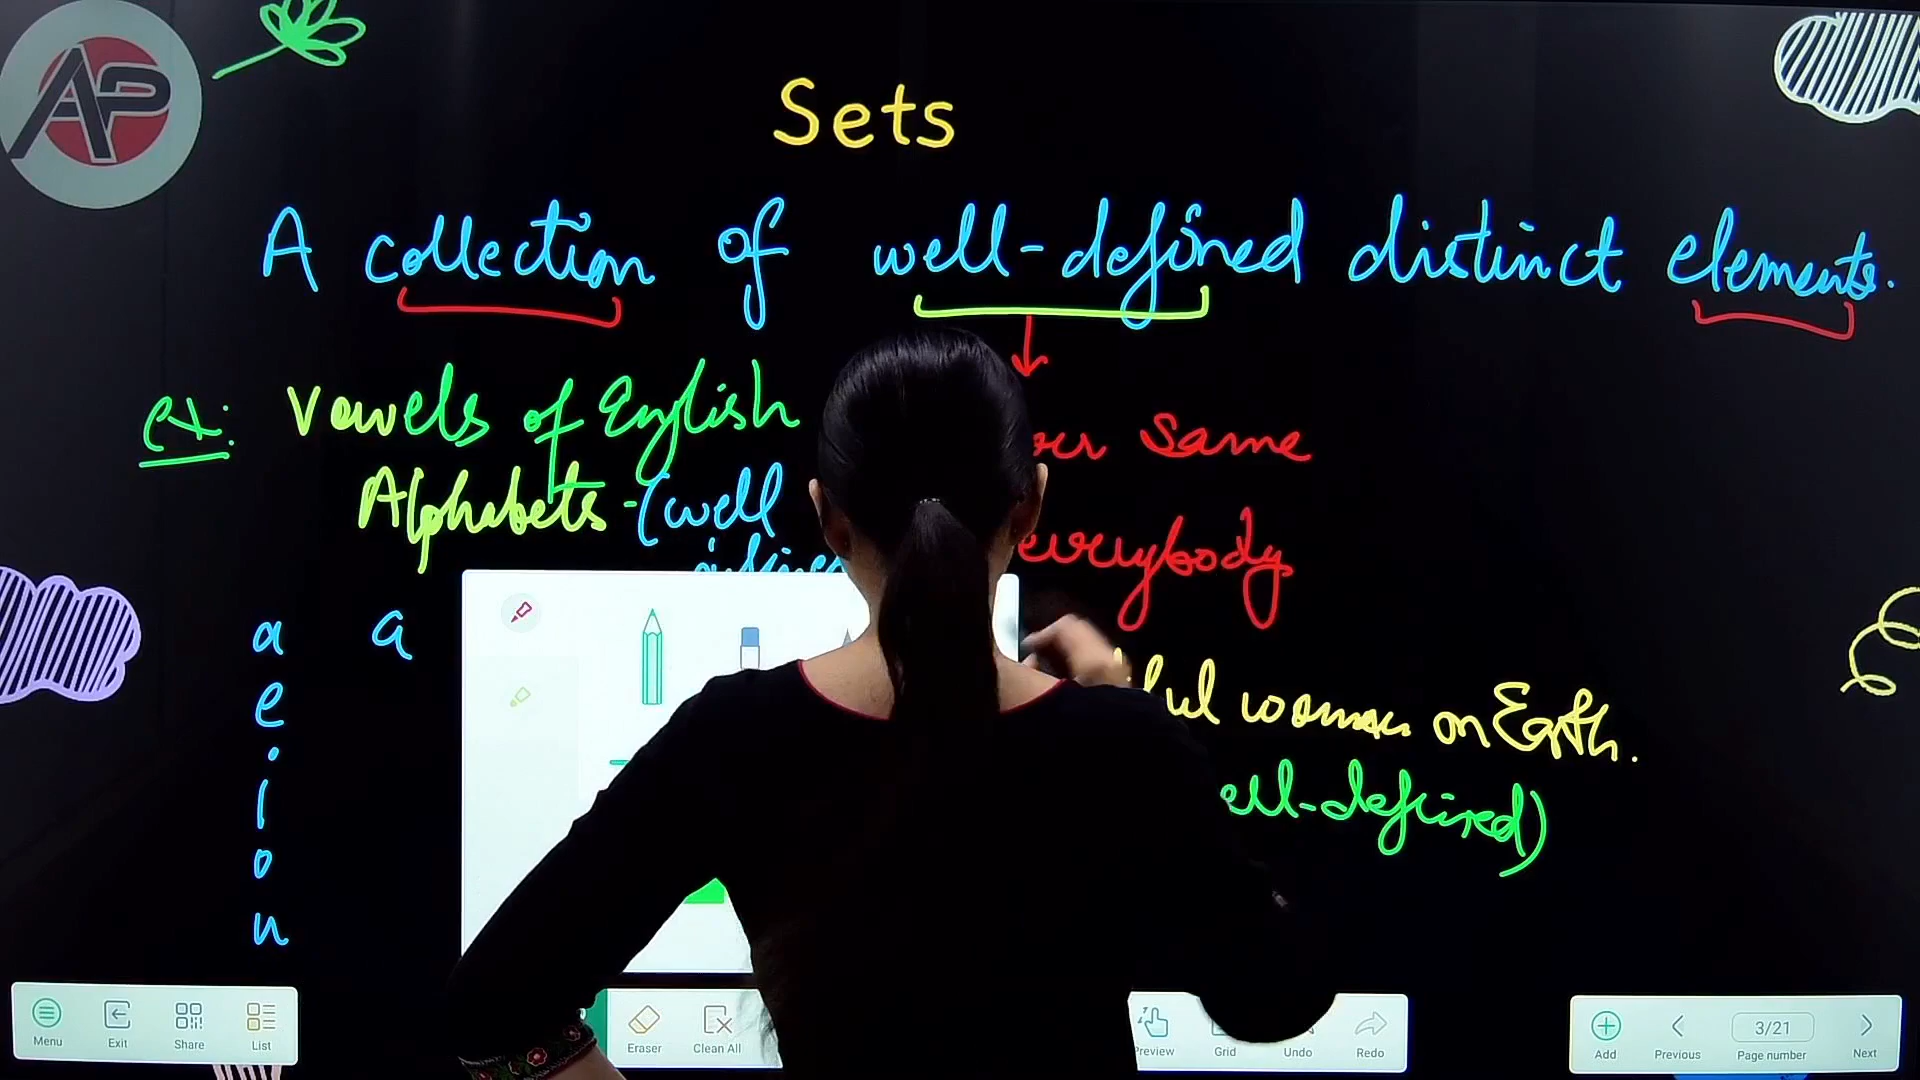 AP
Sets
A collection of well-defined distinct elements.
ex: Vowels of English
Alphabets - (well
same
everybody
a a
e
i
o
u
woman on Earth.
ell-defined)
Menu Exit Share List
Eraser Clean All
Preview Grid Undo Redo
Add Previous 3/21 Page number Next